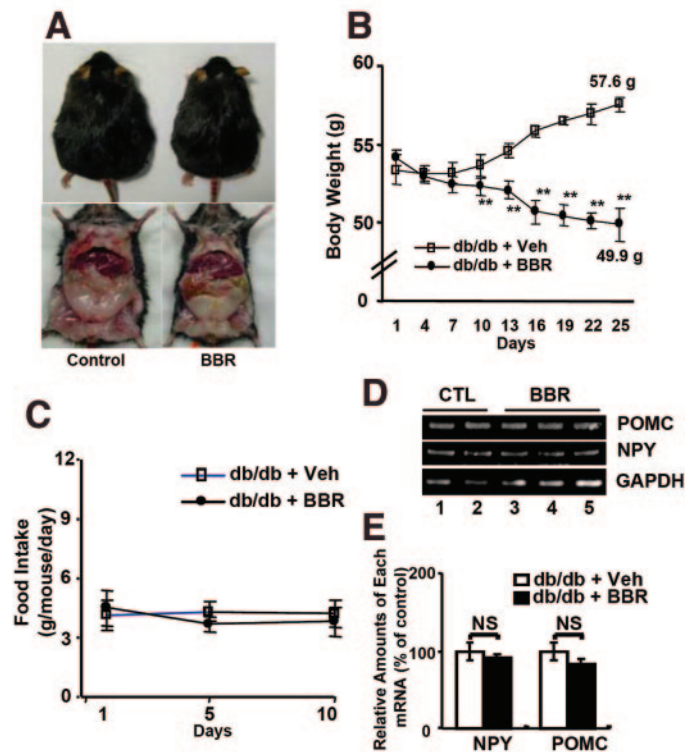 A
Control BBR
B
Body Weight (g)
60
55
50
0
57.6 g
** ** ** ** ** **
49.9 g
db/db + Veh
db/db + BBR
1 4 7 10 13 16 19 22 25
Days
C
Food Intake
(g/mouse/day)
12
9
6
3
0
db/db + Veh
db/db + BBR
1 5 10
Days
D
CTL BBR
POMC
NPY
GAPDH
1 2 3 4 5
E
Relative Amounts of Each
mRNA (% of control)
200
100
0
db/db + Veh
db/db + BBR
NS NS
NPY POMC